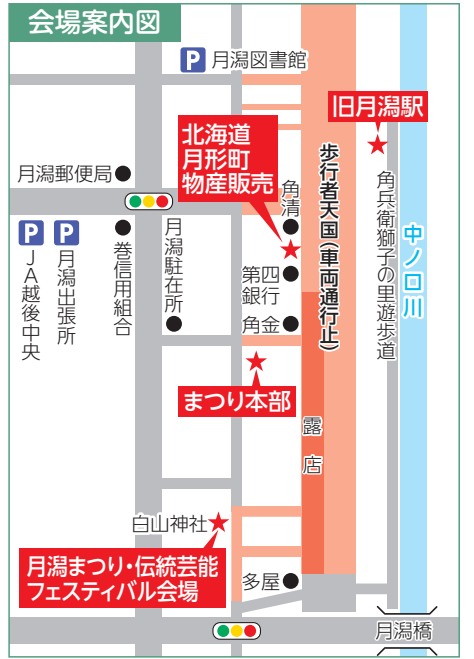 会場案内図
P 月潟図書館
旧月潟駅
北海道
月形町
物産販売
月潟郵便局
角清
歩行者天国(車両通行止)
角兵衛獅子の里遊歩道
中ノ口川
P
P
JA越後中央
月潟出張所
巻信用組合
月潟駐在所
第四
銀行
角金
まつり本部
露店
白山神社
月潟まつり・伝統芸能
フェスティバル会場
多屋
月潟橋